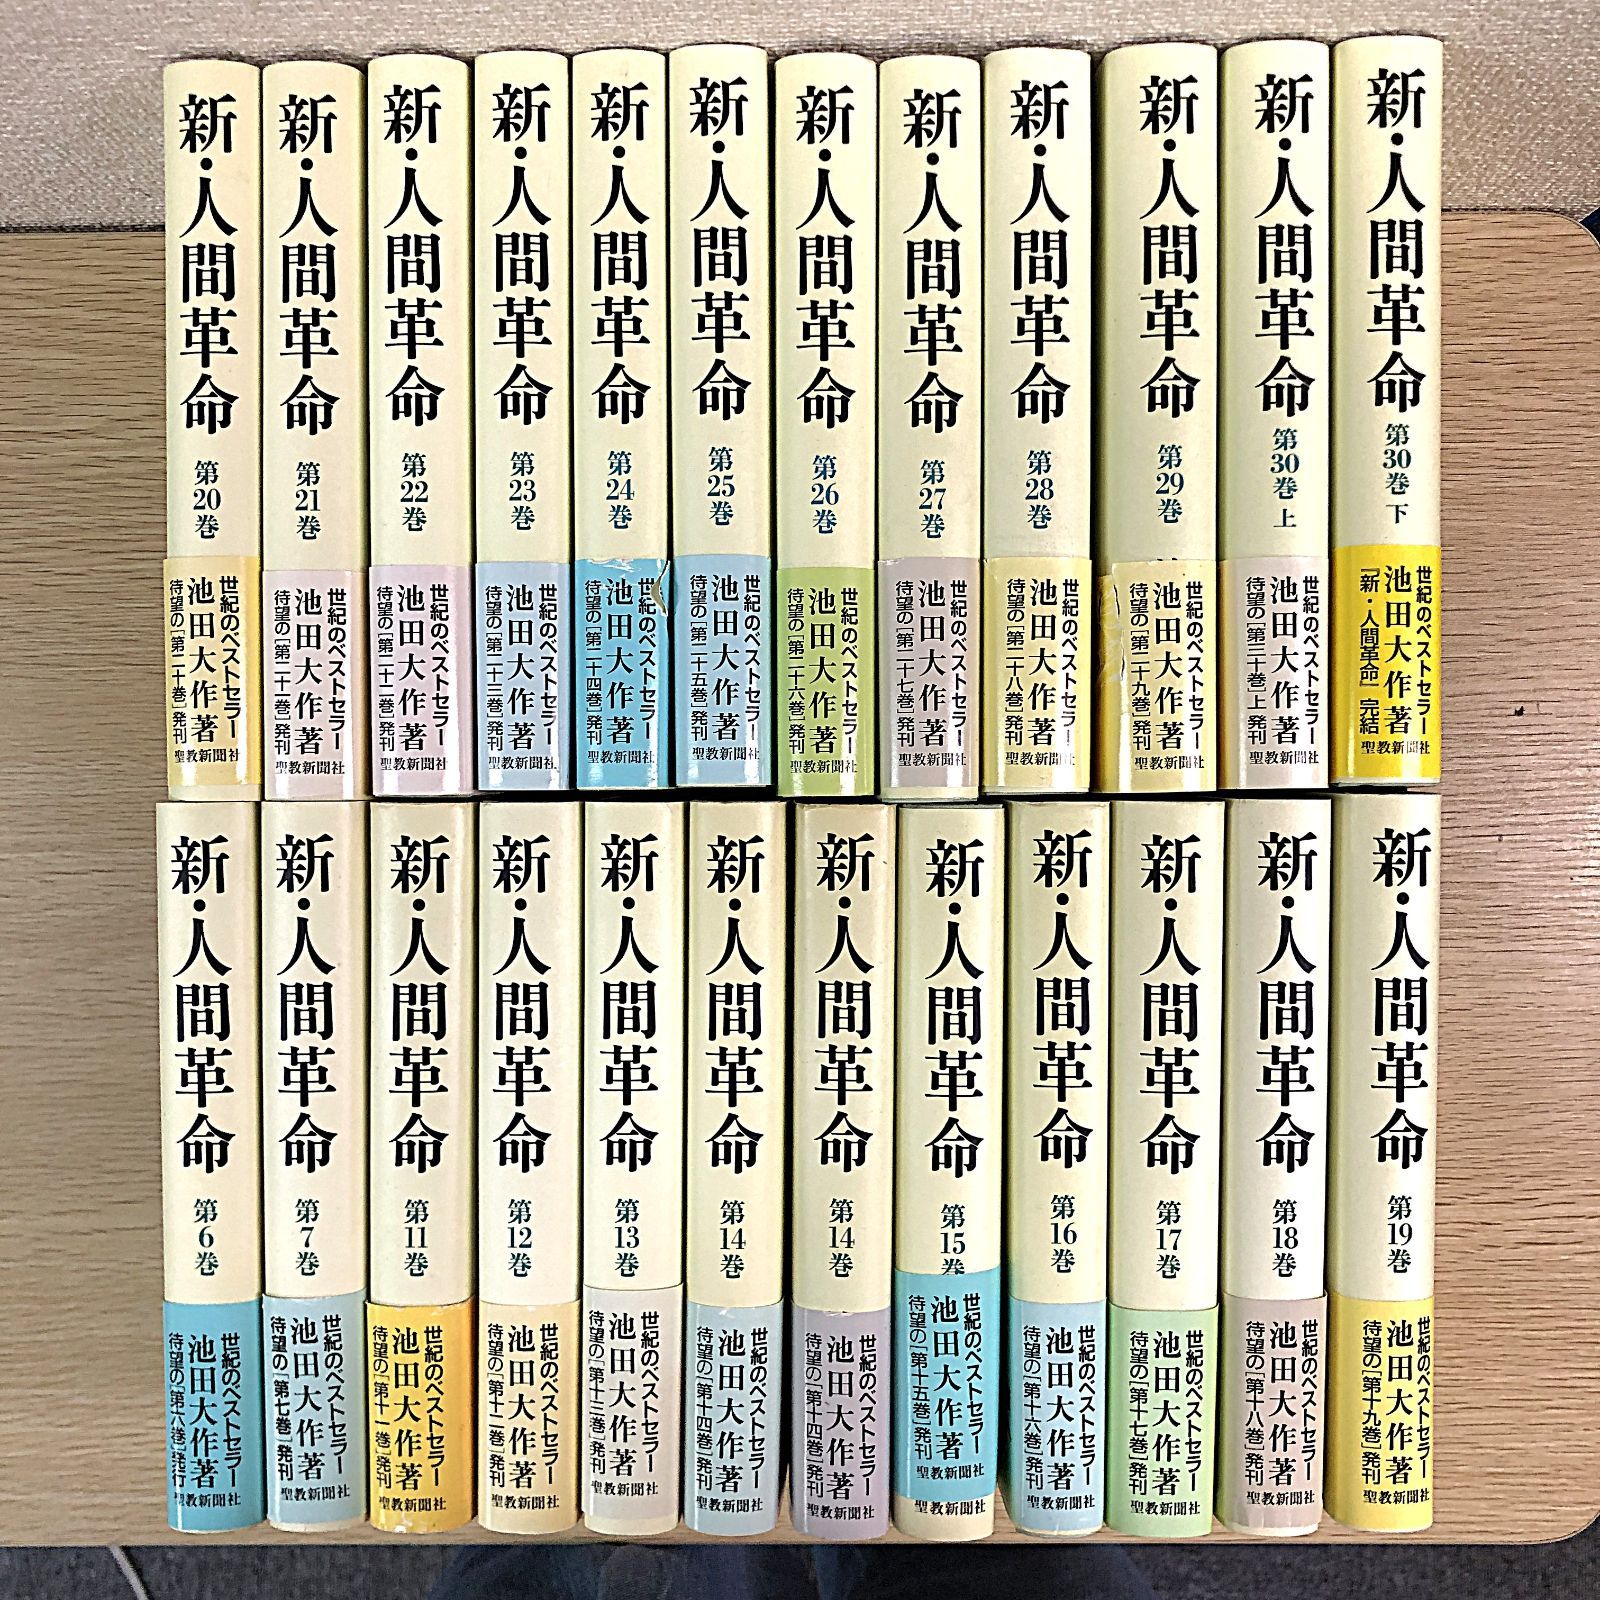 新・人間革命 第20巻
世紀のベストセラー
池田大作著
待望の[第二十巻]発刊
聖教新聞社
新・人間革命 第21巻
世紀のベストセラー
池田大作著
待望の[第二十一巻]発刊
聖教新聞社
新・人間革命 第22巻
世紀のベストセラー
池田大作著
待望の[第二十二巻]発刊
聖教新聞社
新・人間革命 第23巻
世紀のベストセラー
池田大作著
待望の[第二十三巻]発刊
聖教新聞社
新・人間革命 第24巻
世紀のベストセラー
池田大作著
待望の[第二十四巻]発刊
聖教新聞社
新・人間革命 第25巻
世紀のベストセラー
池田大作著
待望の[第二十五巻]発刊
聖教新聞社
新・人間革命 第26巻
世紀のベストセラー
池田大作著
待望の[第二十六巻]発刊
聖教新聞社
新・人間革命 第27巻
世紀のベストセラー
池田大作著
待望の[第二十七巻]発刊
聖教新聞社
新・人間革命 第28巻
世紀のベストセラー
池田大作著
待望の[第二十八巻]発刊
聖教新聞社
新・人間革命 第29巻
世紀のベストセラー
池田大作著
待望の[第二十九巻]発刊
聖教新聞社
新・人間革命 第30巻 上
世紀のベストセラー
池田大作著
待望の[第三十巻]上 発刊
聖教新聞社
新・人間革命 第30巻 下
世紀のベストセラー
池田大作著
『新・人間革命』完結
聖教新聞社
新・人間革命 第6巻
世紀のベストセラー
池田大作著
待望の[第六巻]発行
聖教新聞社
新・人間革命 第7巻
世紀のベストセラー
池田大作著
待望の[第七巻]発刊
聖教新聞社
新・人間革命 第11巻
世紀のベストセラー
池田大作著
待望の[第十一巻]発刊
聖教新聞社
新・人間革命 第12巻
世紀のベストセラー
池田大作著
待望の[第十二巻]発刊
聖教新聞社
新・人間革命 第13巻
世紀のベストセラー
池田大作著
待望の[第十三巻]発刊
聖教新聞社
新・人間革命 第14巻
世紀のベストセラー
池田大作著
待望の[第十四巻]発刊
聖教新聞社
新・人間革命 第14巻
世紀のベストセラー
池田大作著
待望の[第十四巻]発刊
聖教新聞社
新・人間革命 第15巻
世紀のベストセラー
池田大作著
待望の[第十五巻]発刊
聖教新聞社
聖教新聞社
新・人間革命 第16巻
世紀のベストセラー
池田大作著
待望の[第十六巻]発刊
聖教新聞社
新・人間革命 第17巻
世紀のベストセラー
池田大作著
待望の[第十七巻]発刊
聖教新聞社
新・人間革命 第18巻
世紀のベストセラー
池田大作著
待望の[第十八巻]発刊
聖教新聞社
新・人間革命 第19巻
世紀のベストセラー
池田大作著
待望の[第十九巻]発刊
聖教新聞社